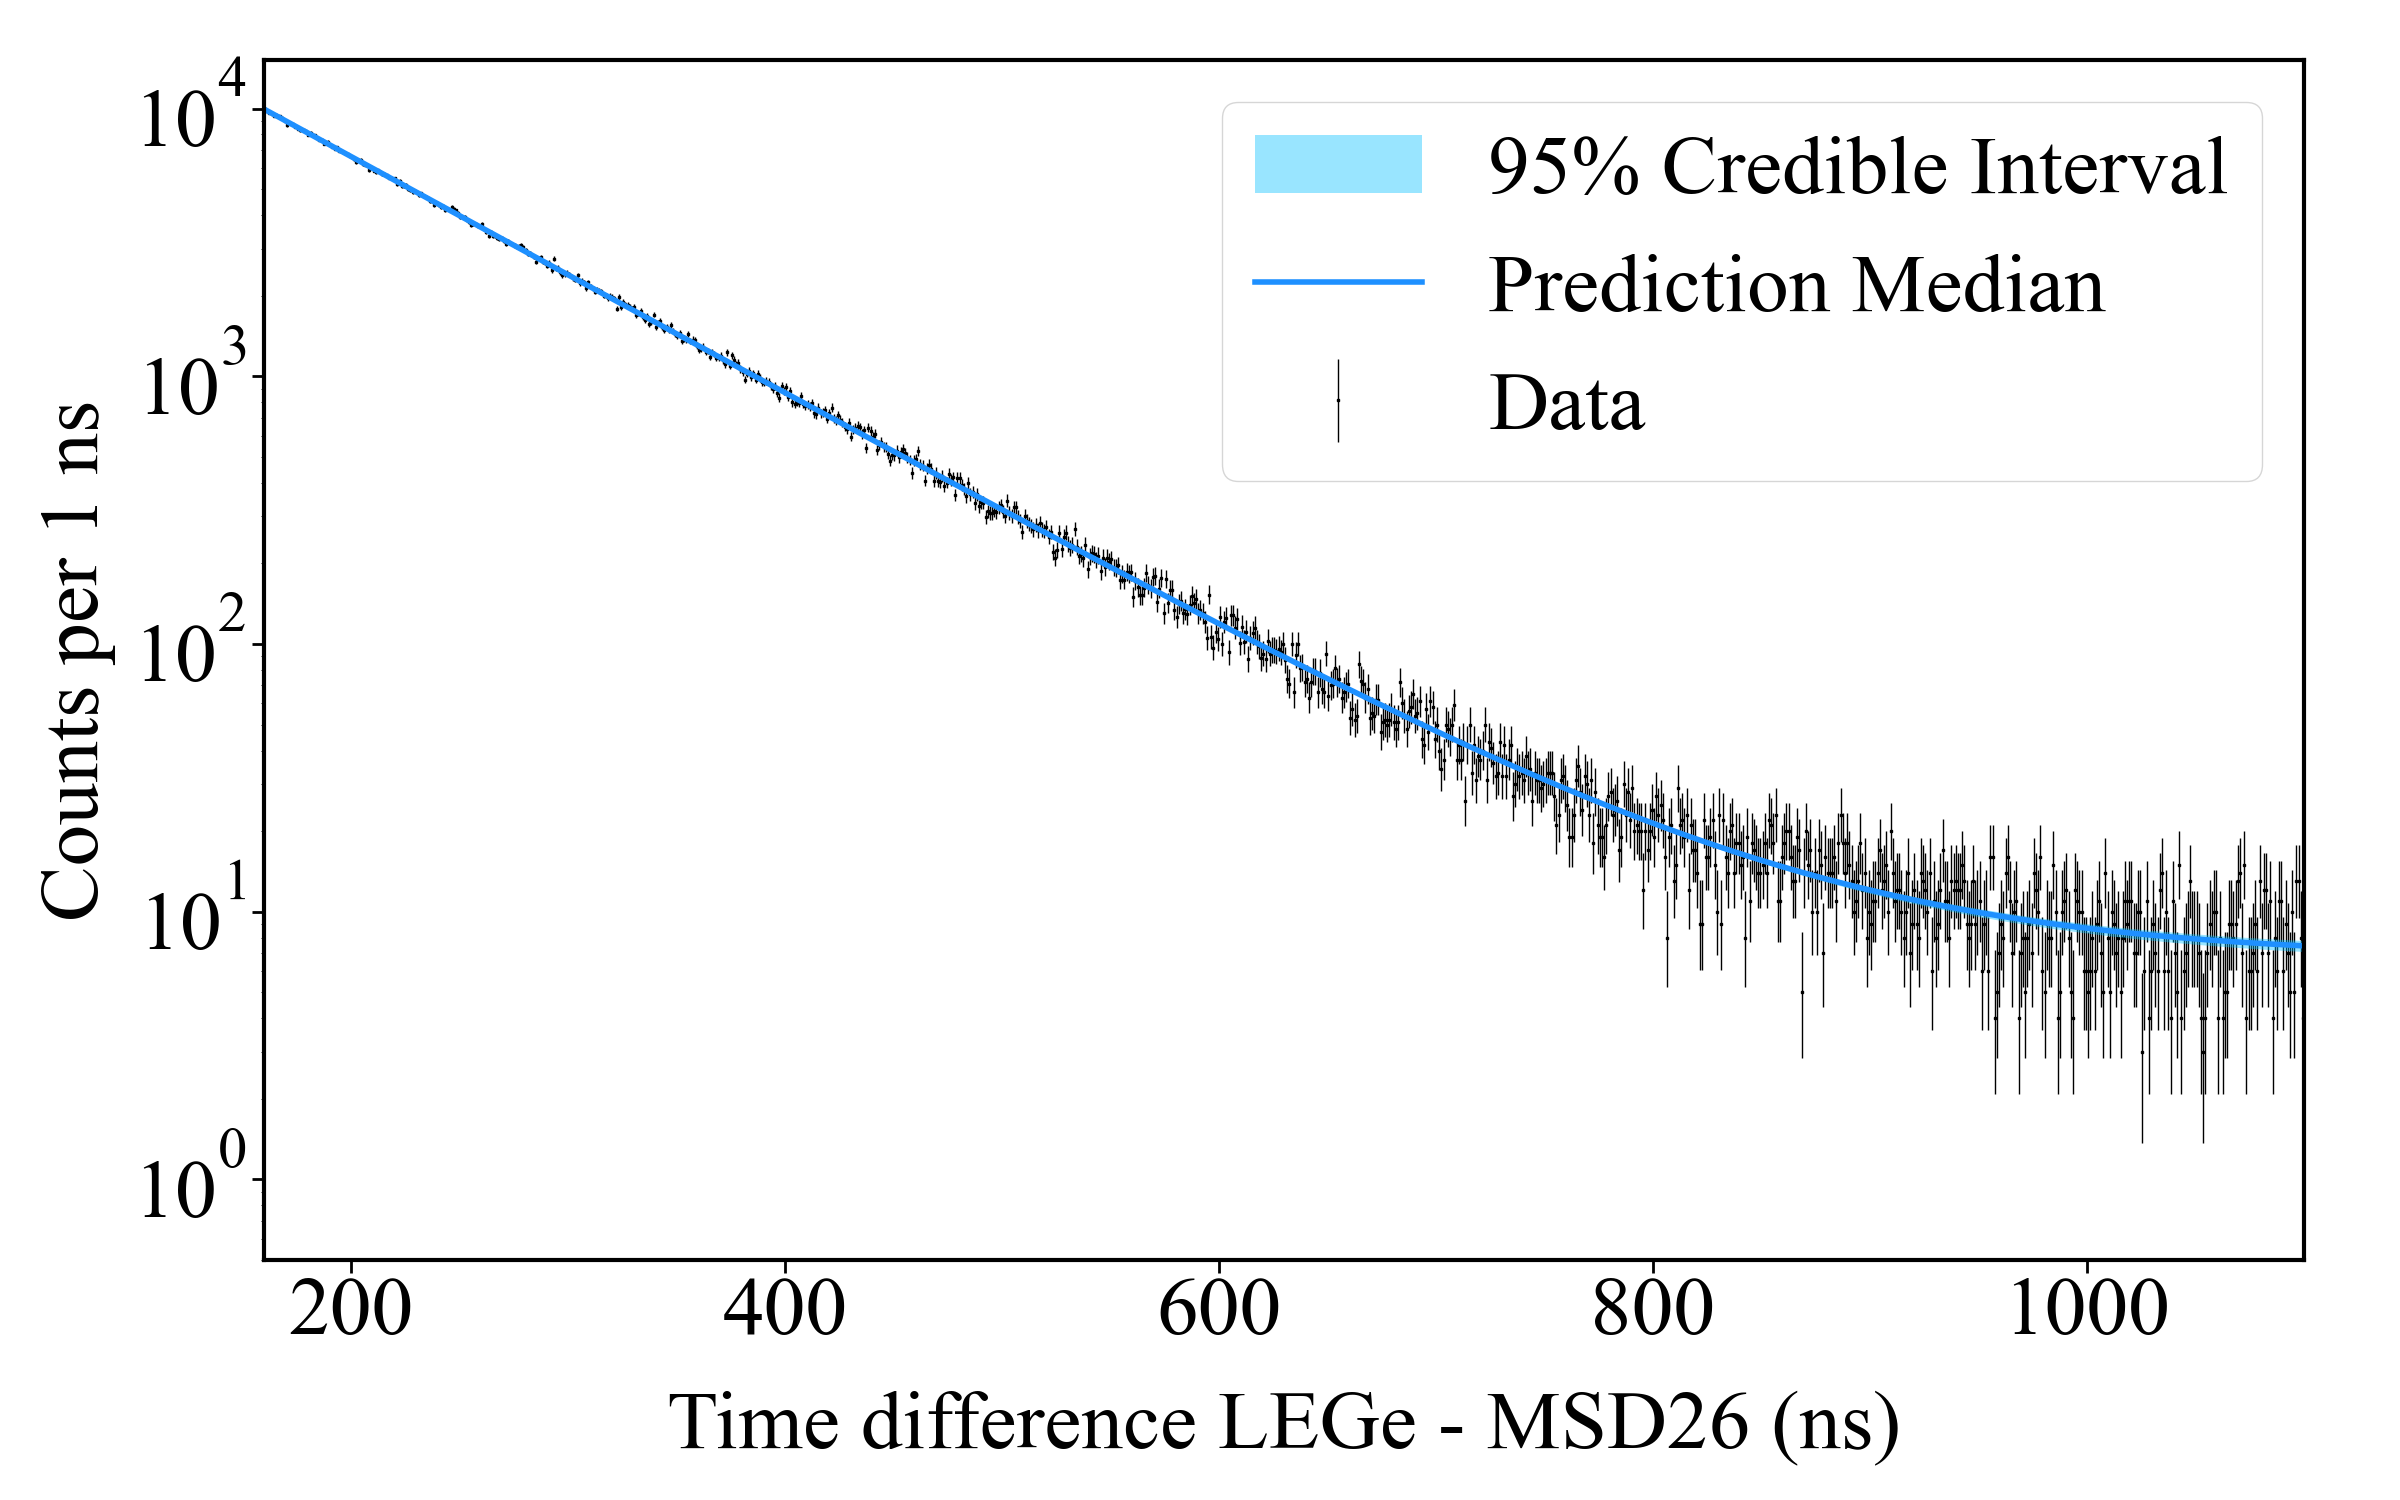 10^4
10^3
10^2
10^1
10^0
Counts per 1 ns
95% Credible Interval
Prediction Median
Data
200 400 600 800 1000
Time difference LEGe - MSD26 (ns)